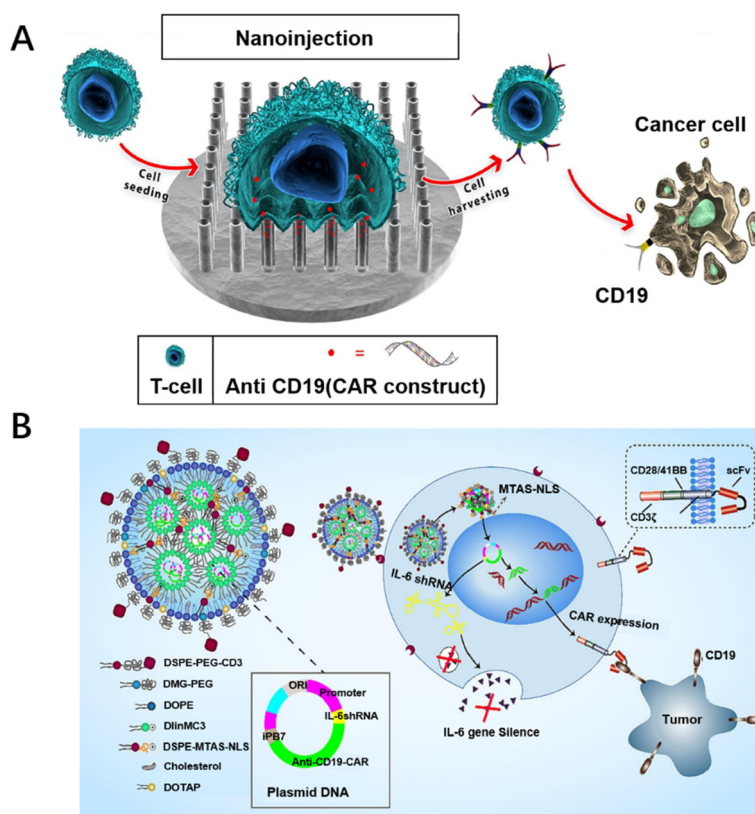 A
Nanoinjection
Cell
seeding
Cell
harvesting
Cancer cell
CD19
T-cell
=
Anti CD19(CAR construct)
B
DSPE-PEG-CD3
DMG-PEG
DOPE
DlinMC3
DSPE-MTAS-NLS
Cholesterol
DOTAP
ORI
Promoter
IL-6shRNA
iPB7
Anti-CD19-CAR
Plasmid DNA
MTAS-NLS
IL-6 shRNA
CAR expression
IL-6 gene Silence
CD28/41BB
scFv
CD3ζ
CD19
Tumor